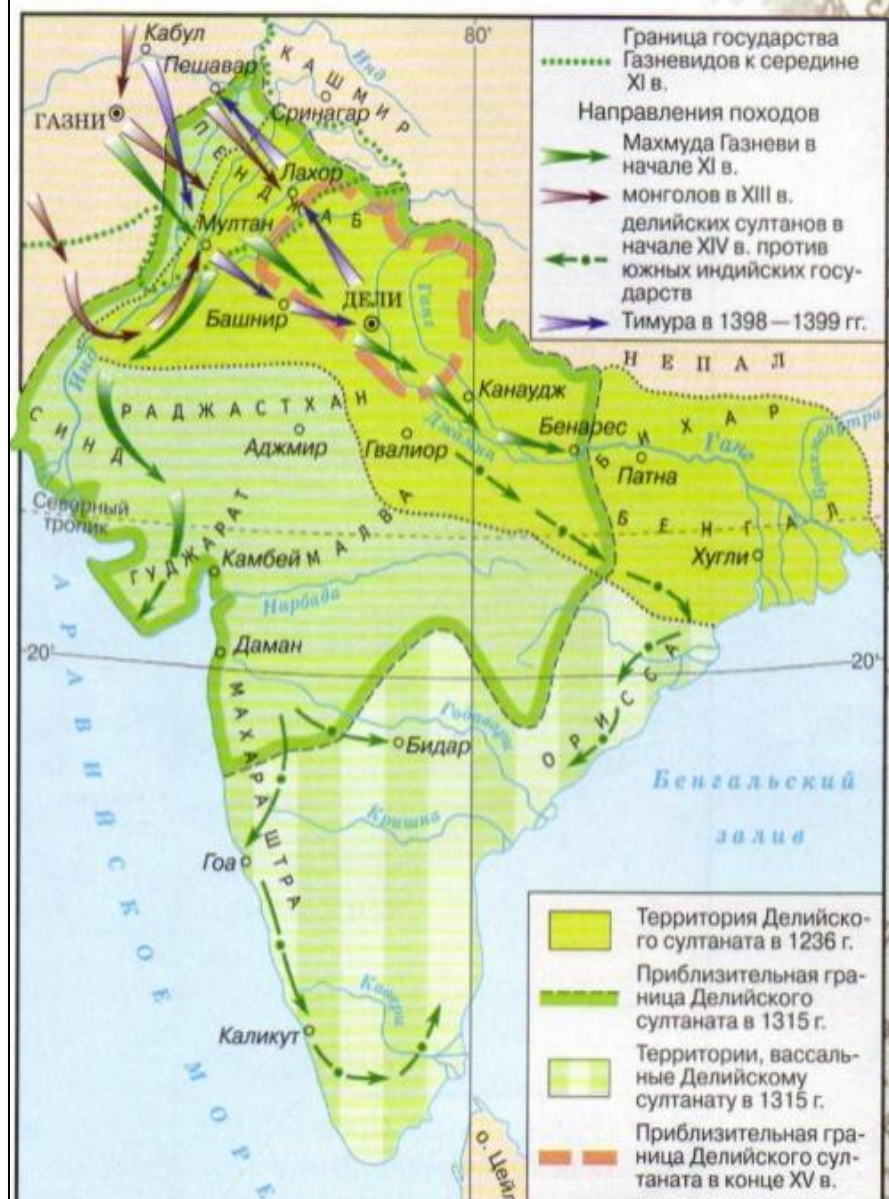 Кабул
Пешавар
ГАЗНИ
КАШМИР
Инд
Сринагар
ПЕНДЖАБ
Лахор
Мултан
80°
Граница государства
Газневидов к середине
XI в.
Направления походов
Махмуда Газневи в
начале XI в.
монголов в XIII в.
делийских султанов в
начале XIV в. против
южных индийских госу-
дарств
Тимура в 1398—1399 гг.
Башнир
ДЕЛИ
Ганг
НЕПАЛ
Инд
СИНД
РАДЖАСТХАН
Аджмир
Гвалиор
Канаудж
Джамна
Бенарес
БИХАР
Ганг
Брахмапутра
Патна
БЕНГАЛ
Хугли
Северный
тропик
ГУДЖАРАТ
Камбей
МАЛВА
Нарбада
20°
Даман
20°
МАХАРАШТРА
Годавари
Бидар
ОРИССА
Бенгальский
залив
Кришна
Гоа
АРАВИЙСКОЕ МОРЕ
Кавери
Каликут
о. Цейл
Территория Делийско-
го султаната в 1236 г.
Приблизительная гра-
ница Делийского
султаната в 1315 г.
Территории, вассаль-
ные Делийскому
султанату в 1315 г.
Приблизительная гра-
ница Делийского сул-
таната в конце XV в.